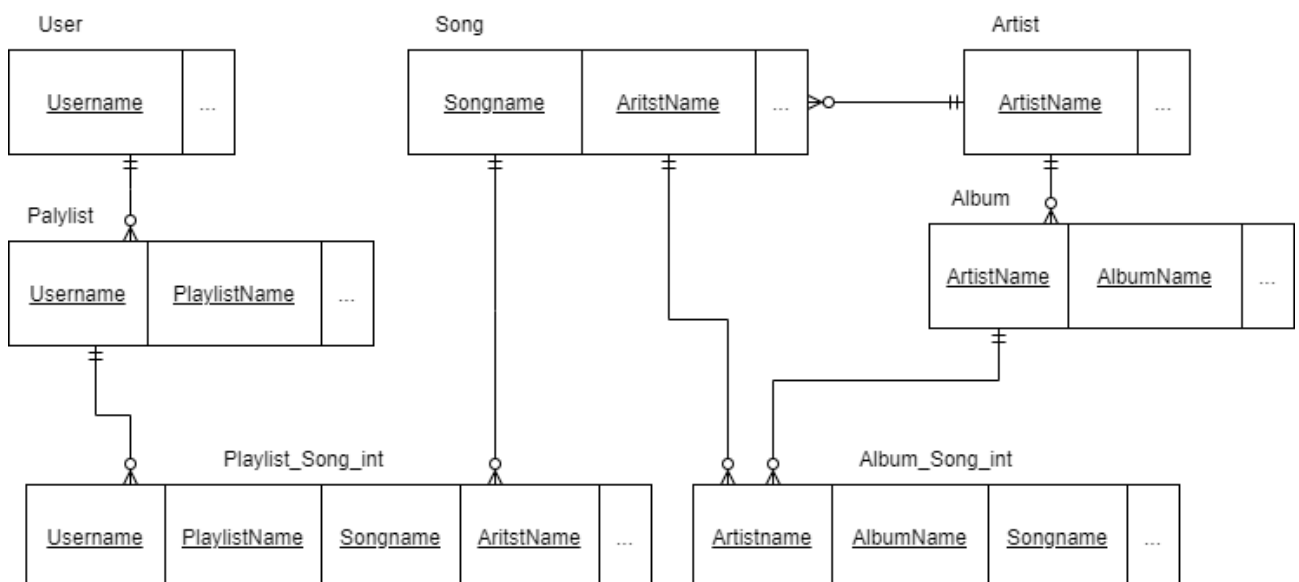 User
Song
Artist
Username ...
Songname AritstName ...
ArtistName ...
Palylist
Album
Username PlaylistName ...
ArtistName AlbumName ...
Playlist_Song_int
Album_Song_int
Username PlaylistName Songname AritstName ...
Artistname AlbumName Songname ...